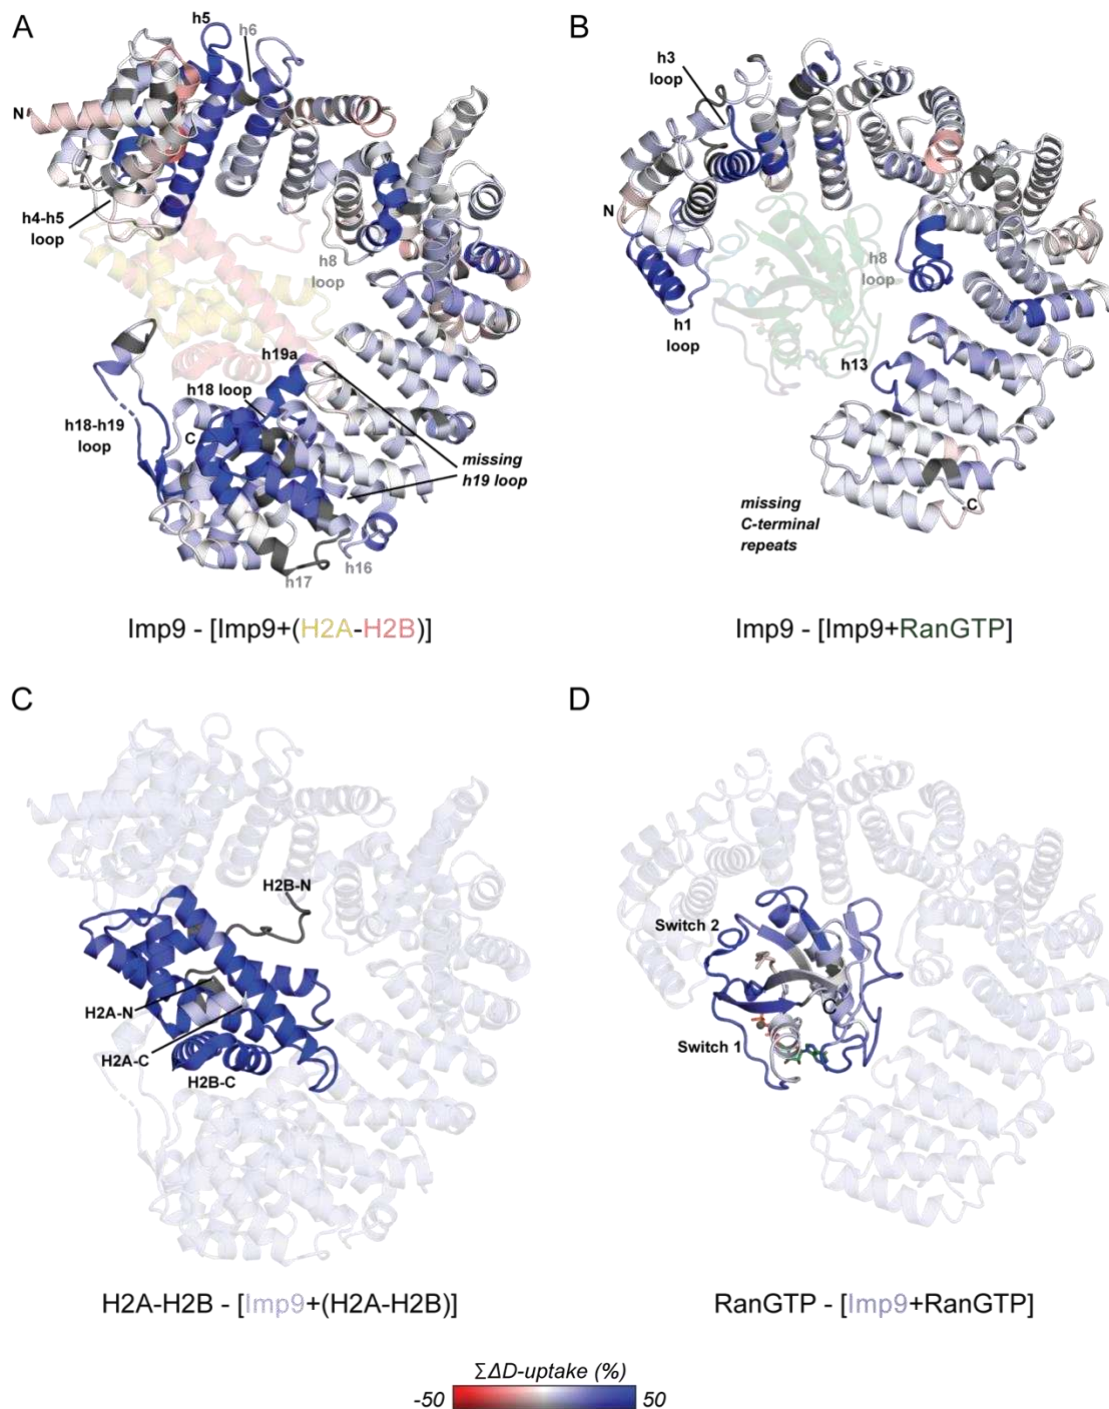 A
h5
h6
N
h4-h5
loop
h8
loop
h19a
h18 loop
C
h18-h19
loop
missing
h19 loop
h17
h16
Imp9 - [Imp9+(H2A-H2B)]
B
h3
loop
N
h8
loop
h1
loop
h13
missing
C-terminal
repeats
C
Imp9 - [Imp9+RanGTP]
C
H2B-N
H2A-N
H2A-C
H2B-C
H2A-H2B - [Imp9+(H2A-H2B)]
D
Switch 2
C
Switch 1
RanGTP - [Imp9+RanGTP]
ΣΔD-uptake (%)
-50 50